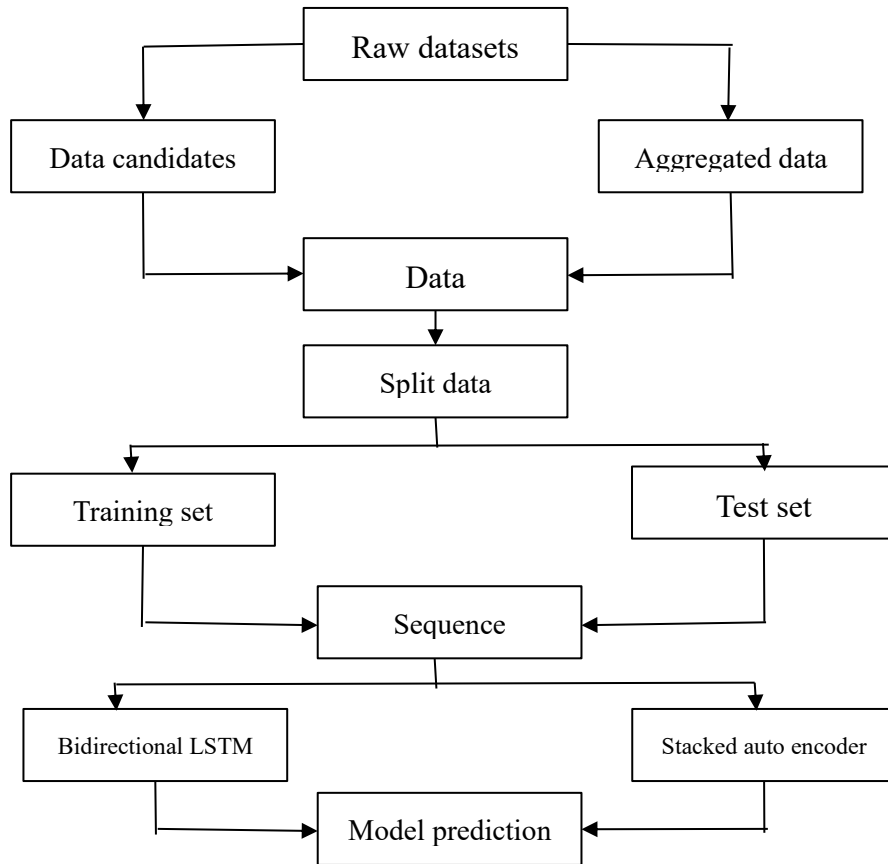 Raw datasets
Data candidates
Aggregated data
Data
Split data
Training set
Test set
Sequence
Bidirectional LSTM
Stacked auto encoder
Model prediction